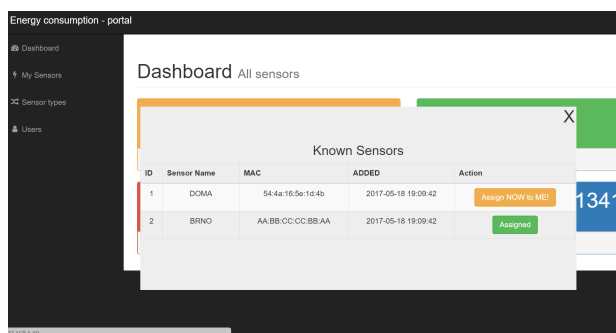 Energy consumption - portal
Dashboard
My Sensors
Sensor types
Users
Dashboard All sensors
X
Known Sensors
ID Sensor Name MAC ADDED Action
1 DOMA 54:4a:16:5e:1d:4b 2017-05-18 19:09:42 Assign NOW to ME!
2 BRNO AA:BB:CC:CC:BB:AA 2017-05-18 19:09:42 Assigned
1341